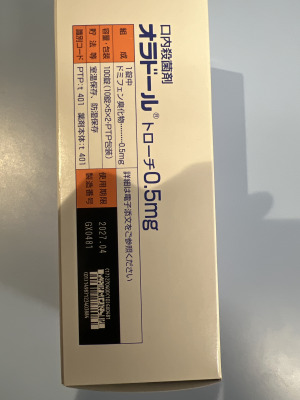 口内殺菌剤
オラドール® トローチ0.5mg
組成 1錠中
ドミフェン臭化物………0.5mg
容量・包装 100錠(10錠×5×2・PTP包装)
貯法等 室温保存、防湿保存
識別コード PTP:t 401 薬剤本体:t 401
詳細は電子添文をご参照ください
使用期限 2027.04
製造番号 GX0481